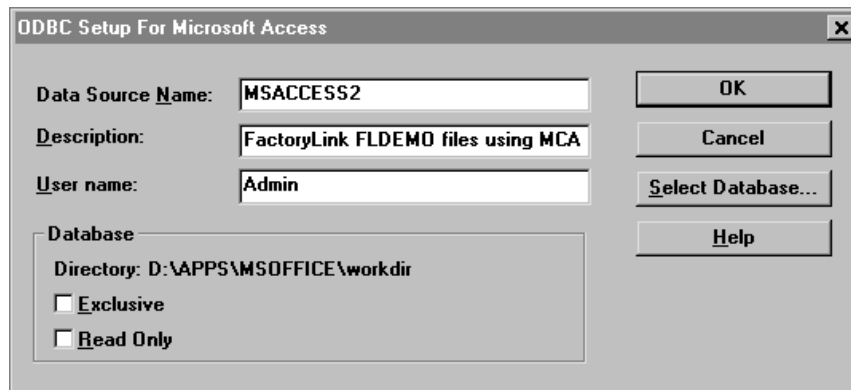 ODBC Setup For Microsoft Access
Data Source Name: MSACCESS2
Description: FactoryLink FLDEMO files using MCA
User name: Admin
Database
Directory: D:\APPS\MSOFFICE\workdir
Exclusive
Read Only
OK
Cancel
Select Database...
Help